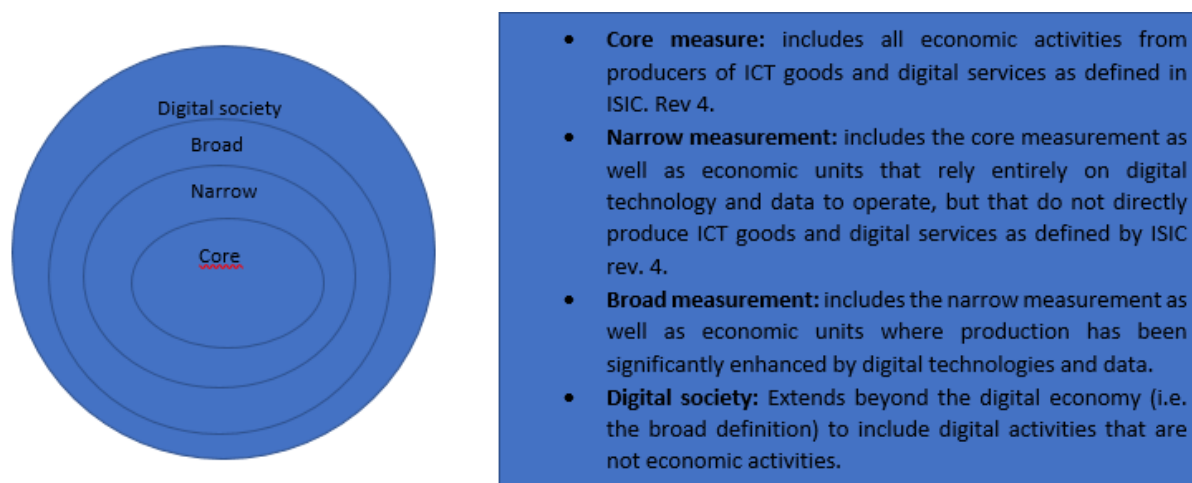 Digital society
Broad
Narrow
Core
• Core measure: includes all economic activities from
producers of ICT goods and digital services as defined in
ISIC. Rev 4.
• Narrow measurement: includes the core measurement as
well as economic units that rely entirely on digital
technology and data to operate, but that do not directly
produce ICT goods and digital services as defined by ISIC
rev. 4.
• Broad measurement: includes the narrow measurement as
well as economic units where production has been
significantly enhanced by digital technologies and data.
• Digital society: Extends beyond the digital economy (i.e.
the broad definition) to include digital activities that are
not economic activities.